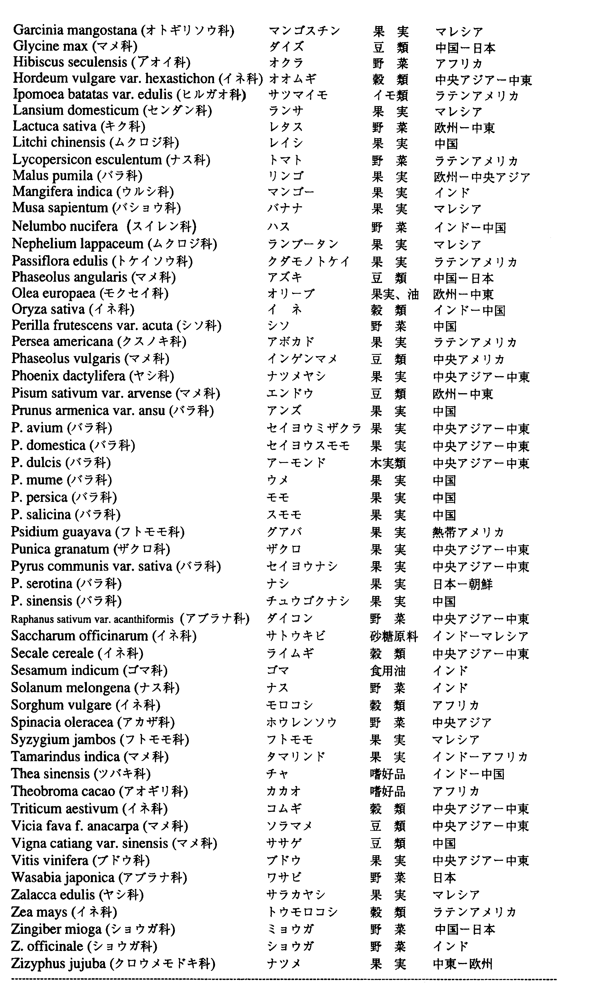 Garcinia mangostana (オトギリソウ科) マンゴスチン 果 実 マレシア
Glycine max (マメ科) ダイズ 豆 類 中国ー日本
Hibiscus seculensis (アオイ科) オクラ 野 菜 アフリカ
Hordeum vulgare var. hexastichon (イネ科) オオムギ 穀 類 中央アジアー中東
Ipomoea batatas var. edulis (ヒルガオ科) サツマイモ イモ類 ラテンアメリカ
Lansium domesticum (センダン科) ランサ 果 実 マレシア
Lactuca sativa (キク科) レタス 野 菜 欧州ー中東
Litchi chinensis (ムクロジ科) レイシ 果 実 中国
Lycopersicon esculentum (ナス科) トマト 野 菜 ラテンアメリカ
Malus pumila (バラ科) リンゴ 果 実 欧州ー中央アジア
Mangifera indica (ウルシ科) マンゴー 果 実 インド
Musa sapientum (バショウ科) バナナ 果 実 マレシア
Nelumbo nucifera (スイレン科) ハス 野 菜 インドー中国
Nephelium lappaceum (ムクロジ科) ランブータン 果 実 マレシア
Passiflora edulis (トケイソウ科) クダモノトケイ 果 実 ラテンアメリカ
Phaseolus angularis (マメ科) アズキ 豆 類 中国ー日本
Olea europaea (モクセイ科) オリーブ 果実、油 欧州ー中東
Oryza sativa (イネ科) イ ネ 穀 類 インドー中国
Perilla frutescens var. acuta (シソ科) シソ 野 菜 中国
Persea americana (クスノキ科) アボカド 果 実 ラテンアメリカ
Phaseolus vulgaris (マメ科) インゲンマメ 豆 類 中央アメリカ
Phoenix dactylifera (ヤシ科) ナツメヤシ 果 実 中央アジアー中東
Pisum sativum var. arvense (マメ科) エンドウ 豆 類 欧州ー中東
Prunus armenica var. ansu (バラ科) アンズ 果 実 中国
P. avium (バラ科) セイヨウミザクラ 果 実 中央アジアー中東
P. domestica (バラ科) セイヨウスモモ 果 実 中央アジアー中東
P. dulcis (バラ科) アーモンド 木実類 中央アジアー中東
P. mume (バラ科) ウメ 果 実 中国
P. persica (バラ科) モモ 果 実 中国
P. salicina (バラ科) スモモ 果 実 中国
Psidium guayava (フトモモ科) グアバ 果 実 熱帯アメリカ
Punica granatum (ザクロ科) ザクロ 果 実 中央アジアー中東
Pyrus communis var. sativa (バラ科) セイヨウナシ 果 実 中央アジアー中東
P. serotina (バラ科) ナシ 果 実 日本ー朝鮮
P. sinensis (バラ科) チュウゴクナシ 果 実 中国
Raphanus sativum var. acanthiformis (アブラナ科) ダイコン 野 菜 中央アジアー中東
Saccharum officinarum (イネ科) サトウキビ 砂糖原料 インドーマレシア
Secale cereale (イネ科) ライムギ 穀 類 中央アジアー中東
Sesamum indicum (ゴマ科) ゴマ 食用油 インド
Solanum melongena (ナス科) ナス 野 菜 インド
Sorghum vulgare (イネ科) モロコシ 穀 類 アフリカ
Spinacia oleracea (アカザ科) ホウレンソウ 野 菜 中央アジア
Syzygium jambos (フトモモ科) フトモモ 果 実 マレシア
Tamarindus indica (マメ科) タマリンド 果 実 インドーアフリカ
Thea sinensis (ツバキ科) チャ 嗜好品 インドー中国
Theobroma cacao (アオギリ科) カカオ 嗜好品 アフリカ
Triticum aestivum (イネ科) コムギ 穀 類 中央アジアー中東
Vicia fava f. anacarpa (マメ科) ソラマメ 豆 類 中央アジアー中東
Vigna catiang var. sinensis (マメ科) ササゲ 豆 類 中国
Vitis vinifera (ブドウ科) ブドウ 果 実 中央アジアー中東
Wasabia japonica (アブラナ科) ワサビ 野 菜 日本
Zalacca edulis (ヤシ科) サラカヤシ 果 実 マレシア
Zea mays (イネ科) トウモロコシ 穀 類 ラテンアメリカ
Zingiber mioga (ショウガ科) ミョウガ 野 菜 中国ー日本
Z. officinale (ショウガ科) ショウガ 野 菜 インド
Zizyphus jujuba (クロウメモドキ科) ナツメ 果 実 中東ー欧州